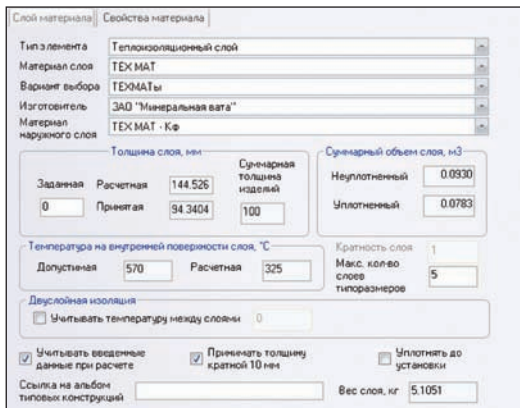 Слой материала Свойства материала
Тип элемента Теплоизоляционный слой
Материал слоя ТЕХ МАТ
Вариант выбора ТЕХМАТы
Изготовитель ЗАО "Минеральная вата"
Материал наружного слоя ТЕХ МАТ - Кф
Толщина слоя, мм
Заданная 0
Расчетная 144.526
Принятая 94.3404
Суммарная толщина изделий 100
Суммарный объем слоя, м3
Неуплотненный 0.0930
Уплотненный 0.0783
Температура на внутренней поверхности слоя, °С
Допустимая 570 Расчетная 325
Кратность слоя 1
Макс. кол-во слоев типоразмеров 5
Двуслойная изоляция
Учитывать температуру между слоями 0
Учитывать введенные данные при расчете
Принимать толщину кратной 10 мм
Уплотнять до установки
Ссылка на альбом типовых конструкций
Вес слоя, кг 5.1051